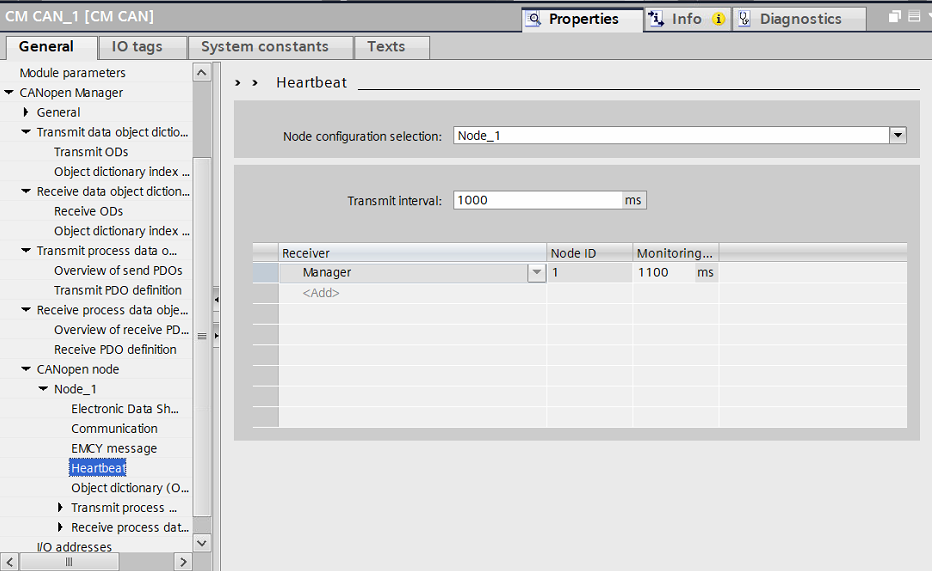 CM CAN_1 [CM CAN]
Properties
Info
Diagnostics
General
IO tags
System constants
Texts
Module parameters
CANopen Manager
General
Transmit data object dictio...
Transmit ODs
Object dictionary index ...
Receive data object diction...
Receive ODs
Object dictionary index ...
Transmit process data o...
Overview of send PDOs
Transmit PDO definition
Receive process data obje...
Overview of receive PD...
Receive PDO definition
CANopen node
Node_1
Electronic Data Sh...
Communication
EMCY message
Heartbeat
Object dictionary (O...
Transmit process ...
Receive process dat...
I/O addresses
Heartbeat
Node configuration selection: Node_1
Transmit interval: 1000 ms
Receiver Node ID Monitoring...
Manager 1 1100 ms
<Add>